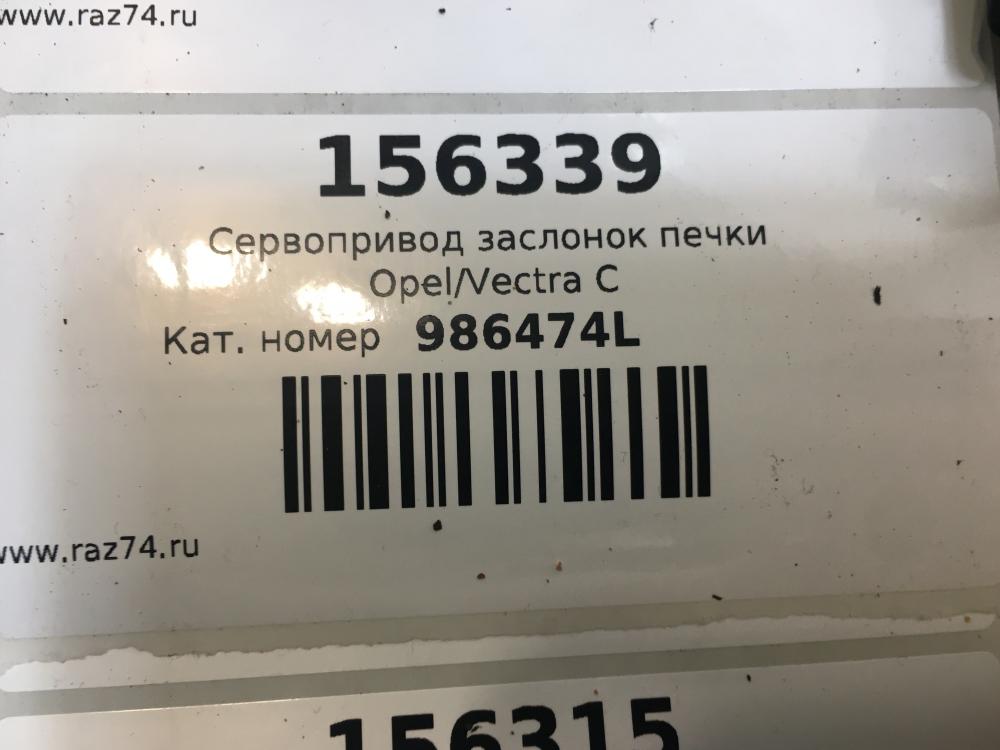 www.raz74.ru
156339
Сервопривод заслонок печки
Opel/Vectra C
Кат. номер 986474L
www.raz74.ru
156315